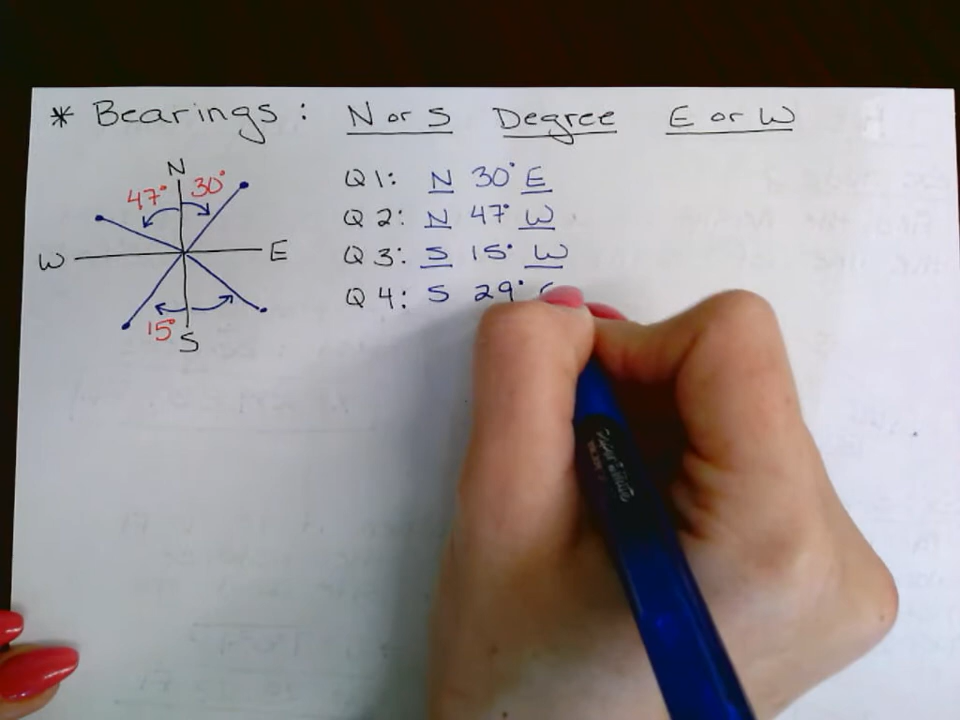 * Bearings: N or S Degree E or W
N
47° 30°
W E
15°
S
Q1: N 30° E
Q2: N 47° W
Q3: S 15° W
Q4: S 29°